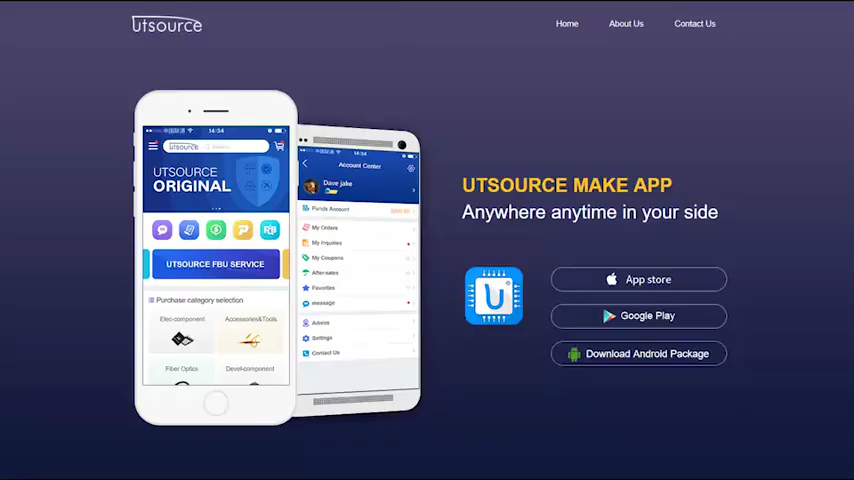 utsource
Home
About Us
Contact Us
14:34
utsource
UTSOURCE
ORIGINAL
UTSOURCE FBU SERVICE
Purchase category selection
Elec-component
Accessories&Tools
Fiber Optics
Devel-component
14:34
Account Center
Dave jake
Funds Account
My Orders
My Inquiries
My Coupons
After-sales
Favorites
message
Settings
Contact Us
UTSOURCE MAKE APP
Anywhere anytime in your side
U
App store
Google Play
Download Android Package